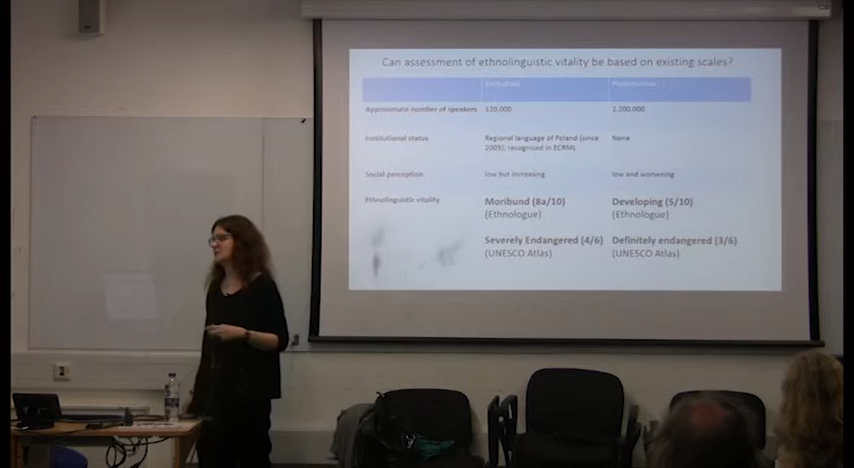 Can assessment of ethnolinguistic vitality be based on existing scales?
Approximate number of speakers 120.000 1.200.000
Institutional status Regional language of Poland (since None
2005); recognized in ECRML
Social perception low but increasing low and worsening
Ethnolinguistic vitality Moribund (8a/10) Developing (5/10)
(Ethnologue) (Ethnologue)
Severely Endangered (4/6) Definitely endangered (3/6)
(UNESCO Atlas) (UNESCO Atlas)